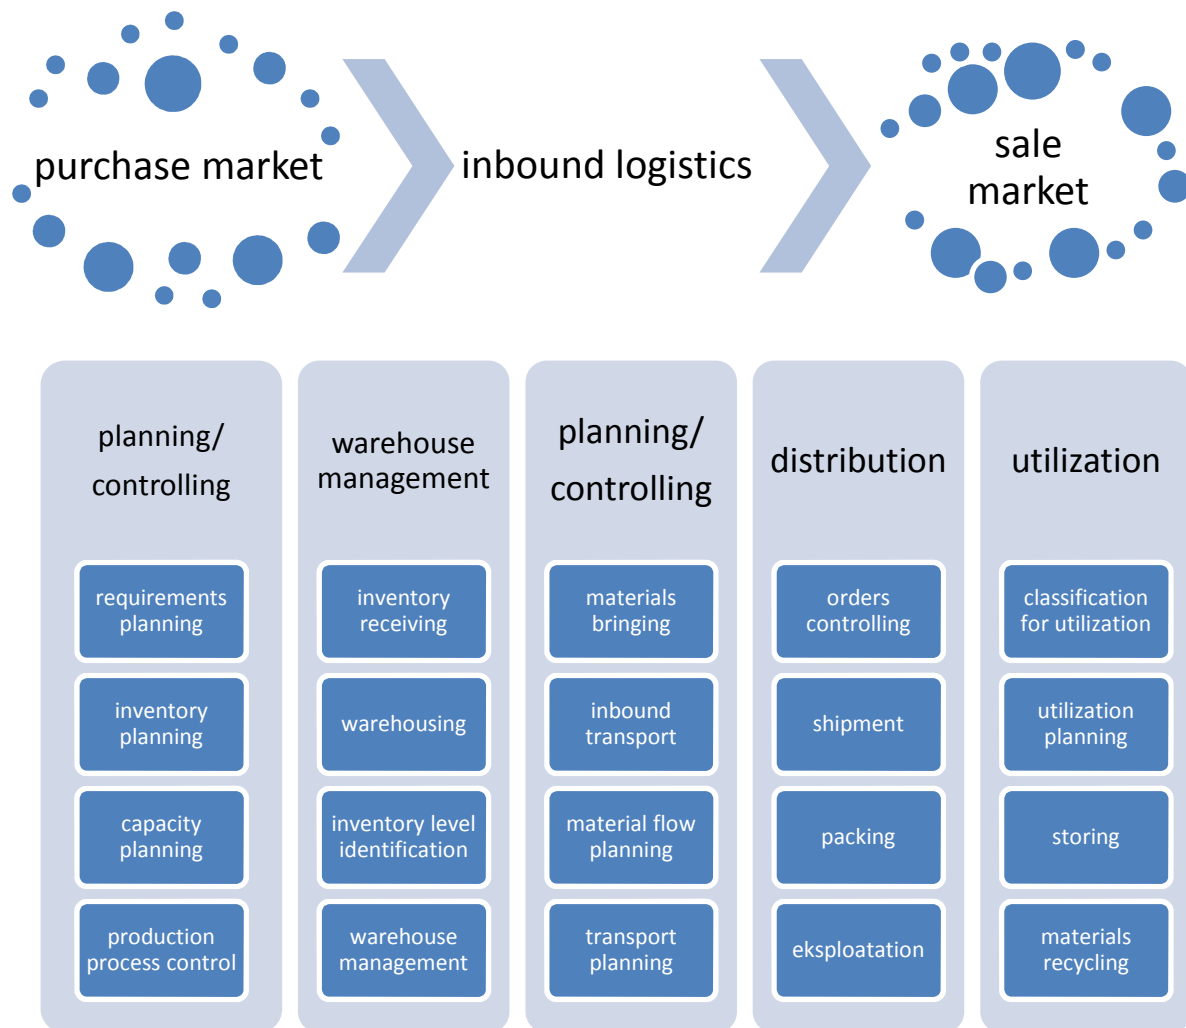 purchase market
inbound logistics
sale
market
planning/
controlling
requirements
planning
inventory
planning
capacity
planning
production
process control
warehouse
management
inventory
receiving
warehousing
inventory level
identification
warehouse
management
planning/
controlling
materials
bringing
inbound
transport
material flow
planning
transport
planning
distribution
orders
controlling
shipment
packing
eksploatation
utilization
classification
for utilization
utilization
planning
storing
materials
recycling